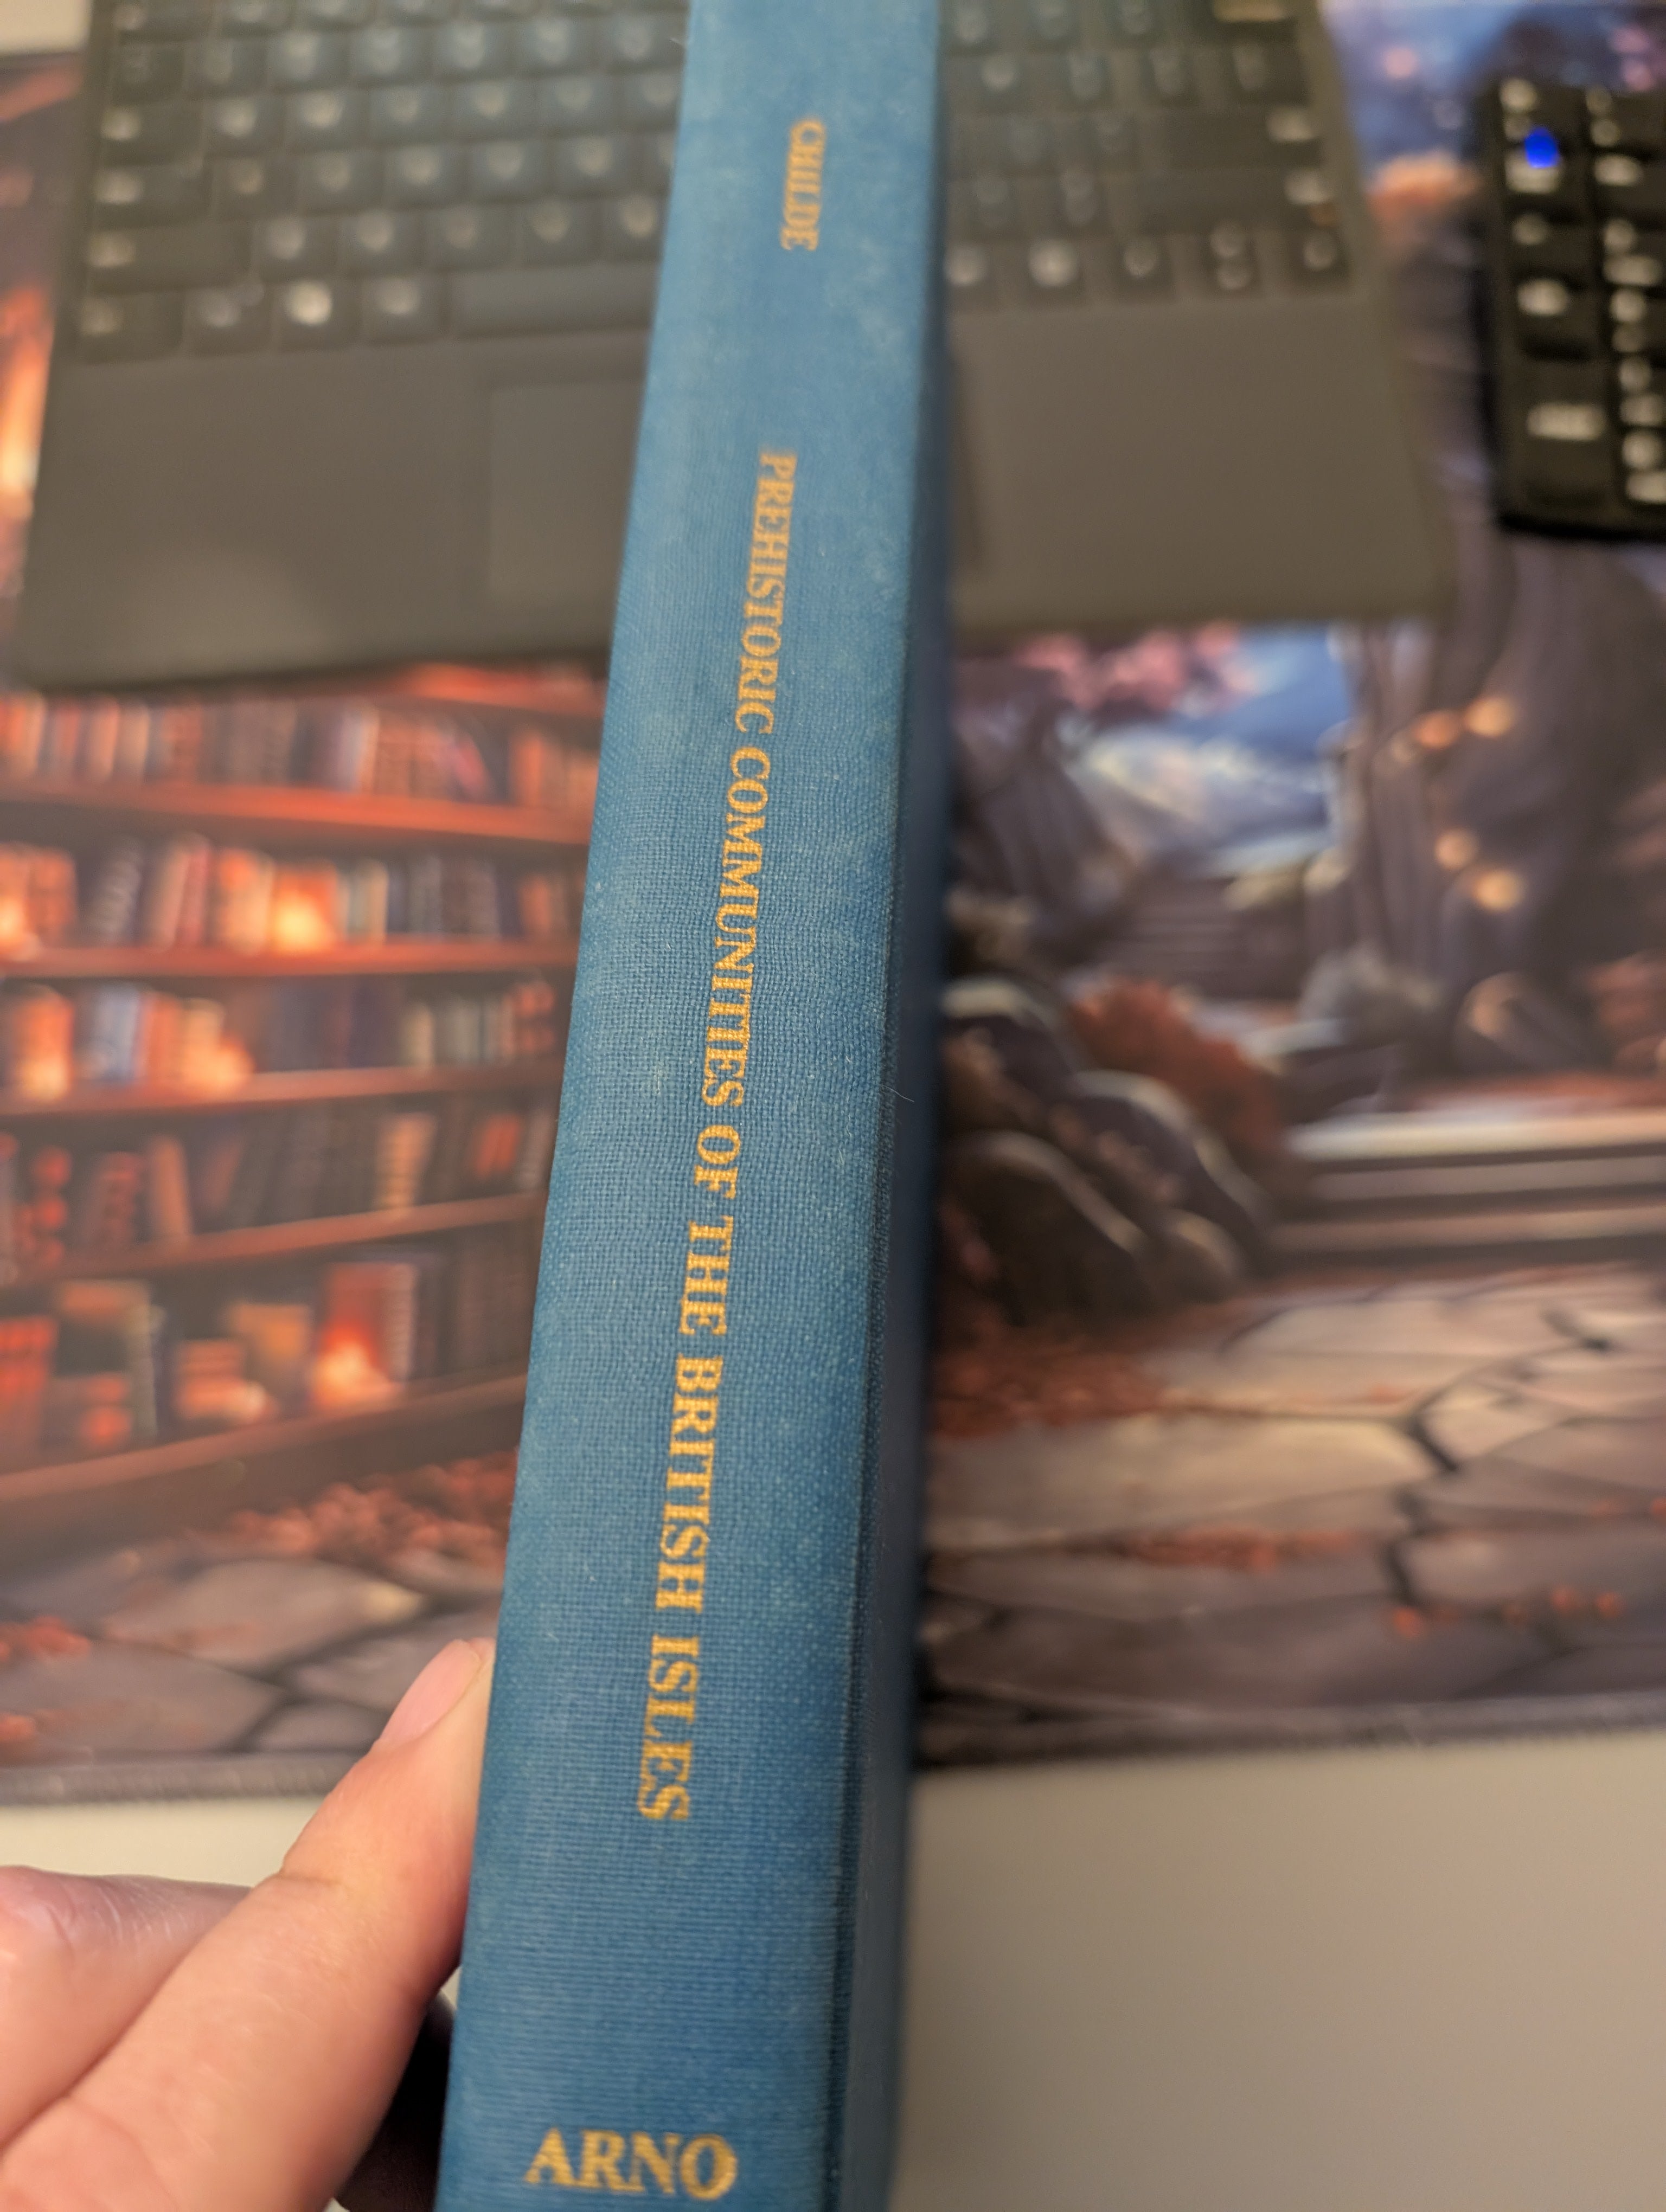 CHILDE
PREHISTORIC COMMUNITIES OF THE BRITISH ISLES
ARNO